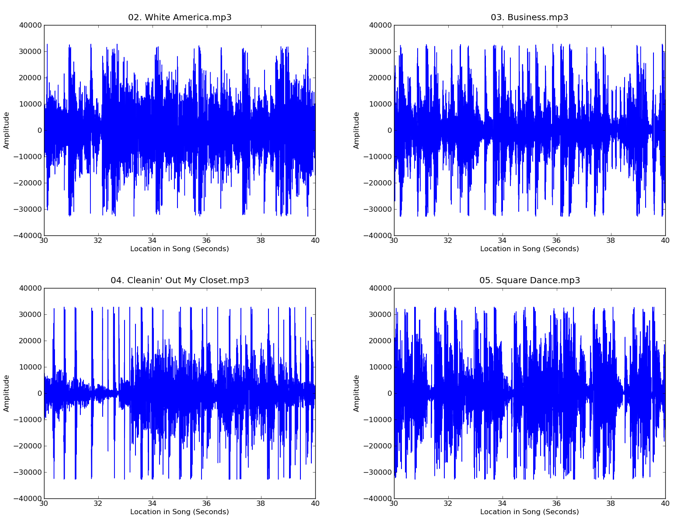 02. White America.mp3
40000
30000
20000
10000
0
−10000
−20000
−30000
−40000
Amplitude
30 32 34 36 38 40
Location in Song (Seconds)
03. Business.mp3
40000
30000
20000
10000
0
−10000
−20000
−30000
−40000
Amplitude
30 32 34 36 38 40
Location in Song (Seconds)
04. Cleanin' Out My Closet.mp3
40000
30000
20000
10000
0
−10000
−20000
−30000
−40000
Amplitude
30 32 34 36 38 40
Location in Song (Seconds)
05. Square Dance.mp3
40000
30000
20000
10000
0
−10000
−20000
−30000
−40000
Amplitude
30 32 34 36 38 40
Location in Song (Seconds)